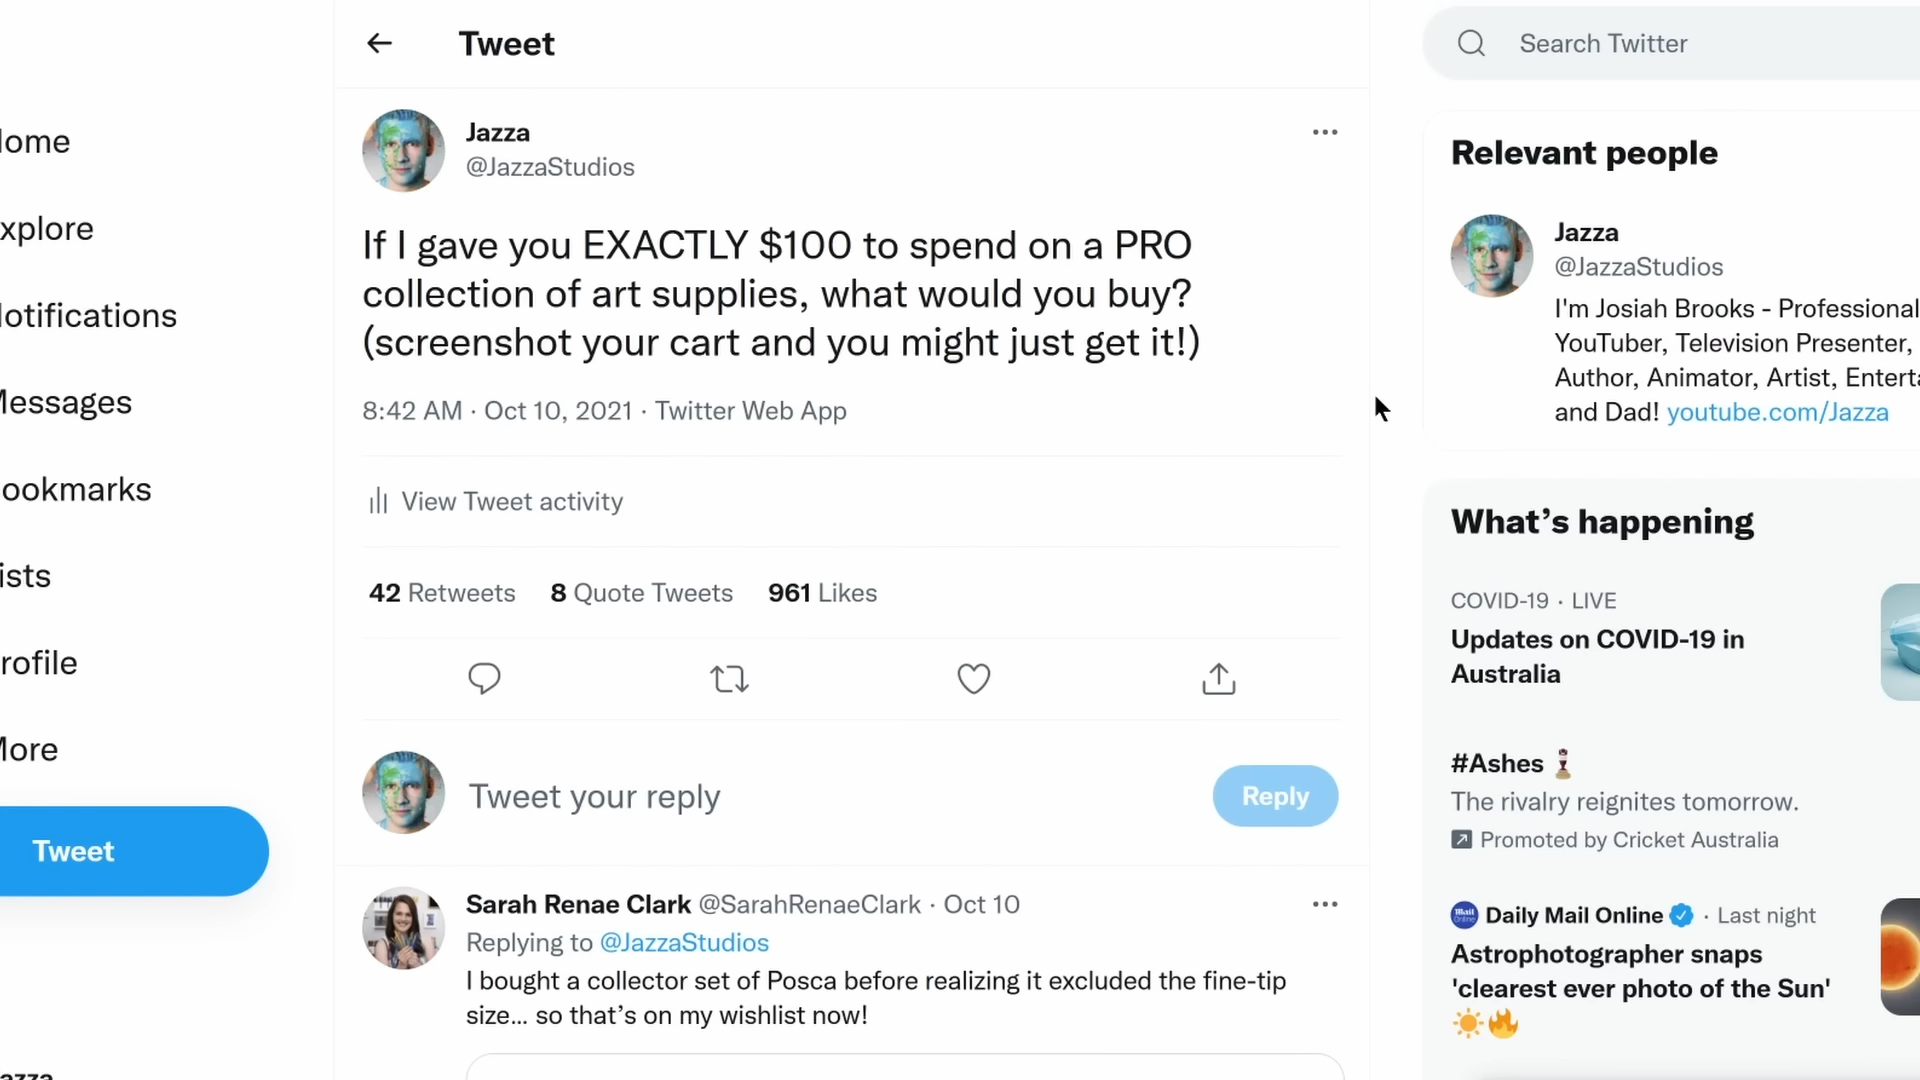 Tweet
Search Twitter
ome
xplore
otifications
essages
ookmarks
ists
rofile
ore
Tweet
Jazza
@JazzaStudios
If I gave you EXACTLY $100 to spend on a PRO
collection of art supplies, what would you buy?
(screenshot your cart and you might just get it!)
8:42 AM · Oct 10, 2021 · Twitter Web App
View Tweet activity
42 Retweets 8 Quote Tweets 961 Likes
Tweet your reply
Reply
Sarah Renae Clark @SarahRenaeClark · Oct 10
Replying to @JazzaStudios
I bought a collector set of Posca before realizing it excluded the fine-tip
size... so that’s on my wishlist now!
Relevant people
Jazza
@JazzaStudios
I'm Josiah Brooks - Professional
YouTuber, Television Presenter,
Author, Animator, Artist, Enterta
and Dad! youtube.com/Jazza
What’s happening
COVID-19 · LIVE
Updates on COVID-19 in
Australia
#Ashes
The rivalry reignites tomorrow.
Promoted by Cricket Australia
Daily Mail Online · Last night
Astrophotographer snaps
'clearest ever photo of the Sun'